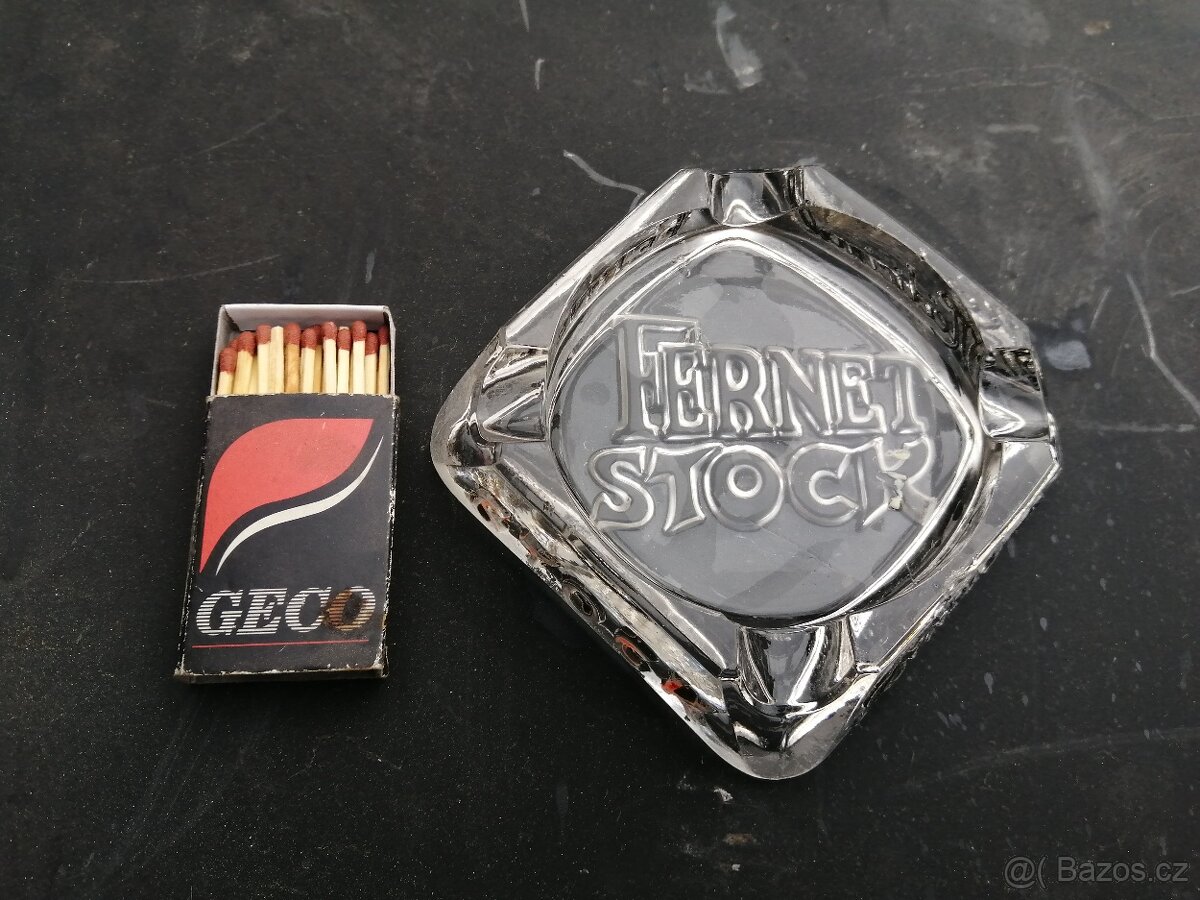 GECO
FERNET
STOCK
@( Bazos.cz